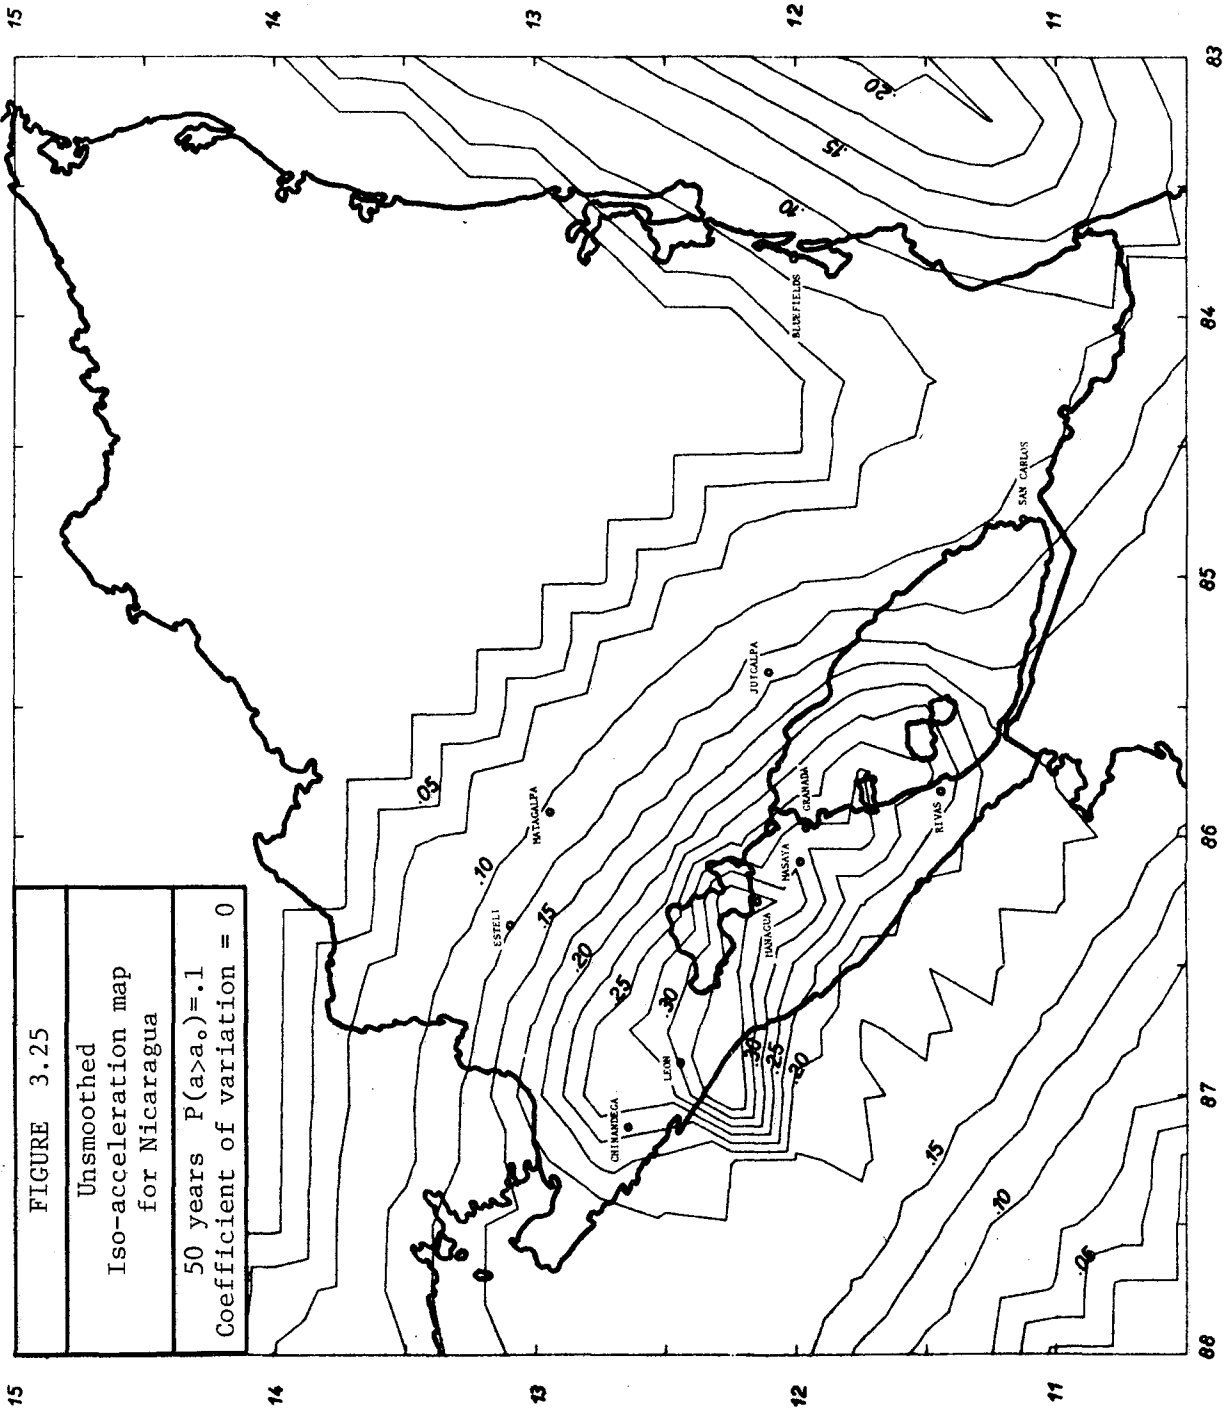 FIGURE 3.25
Unsmoothed
Iso-acceleration map
for Nicaragua
50 years P(a>a₀)=.1
Coefficient of variation = 0
15
14
13
12
11
83
84
85
86
87
88
15
14
13
12
11
.20
.15
.10
BLUEFIELDS
SAN CARLOS
JUIGALPA
.05
MATAGALPA
.10
ESTELI
.15
.20
.25
.30
GRANADA
RIVAS
MASAYA
MANAGUA
LEON
CHINANDEGA
.30
.25
.20
.15
.10
.05